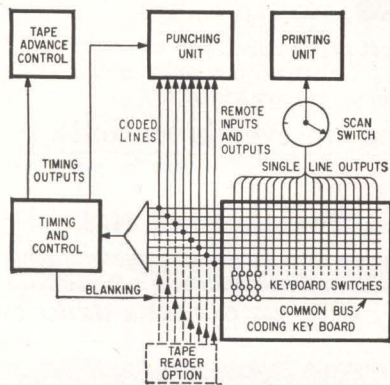 TAPE
ADVANCE
CONTROL
PUNCHING
UNIT
PRINTING
UNIT
CODED
LINES
REMOTE
INPUTS
AND
OUTPUTS
SCAN
SWITCH
TIMING
OUTPUTS
SINGLE LINE OUTPUTS
TIMING
AND
CONTROL
BLANKING
KEYBOARD SWITCHES
COMMON BUS
CODING KEY BOARD
TAPE
READER
OPTION